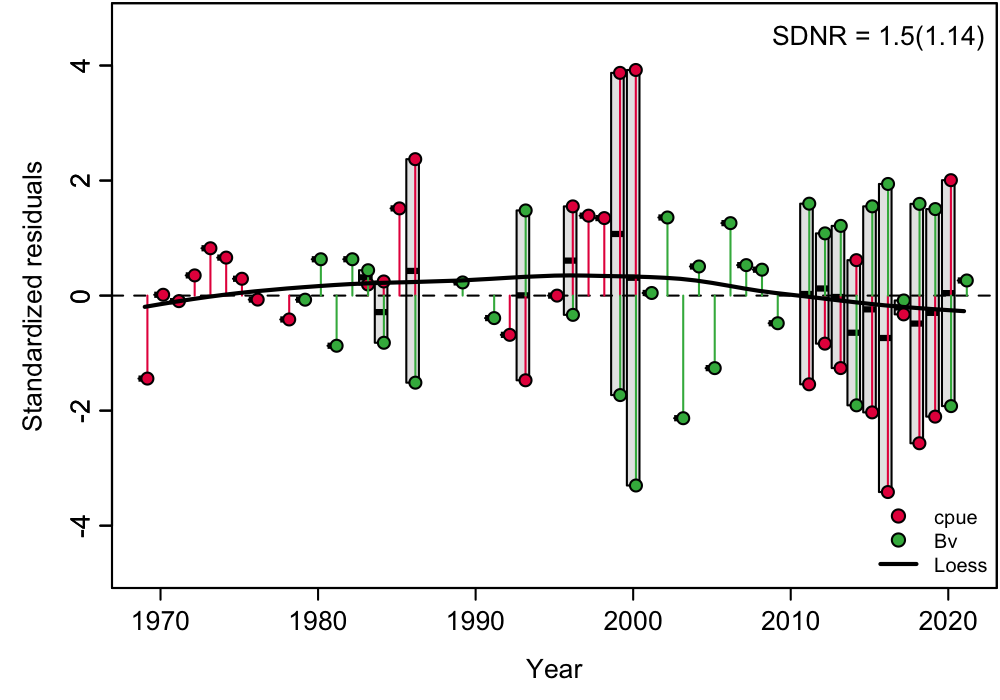 SDNR = 1.5(1.14)
Standardized residuals
4
2
0
-2
-4
cpue
Bv
Loess
1970 1980 1990 2000 2010 2020
Year